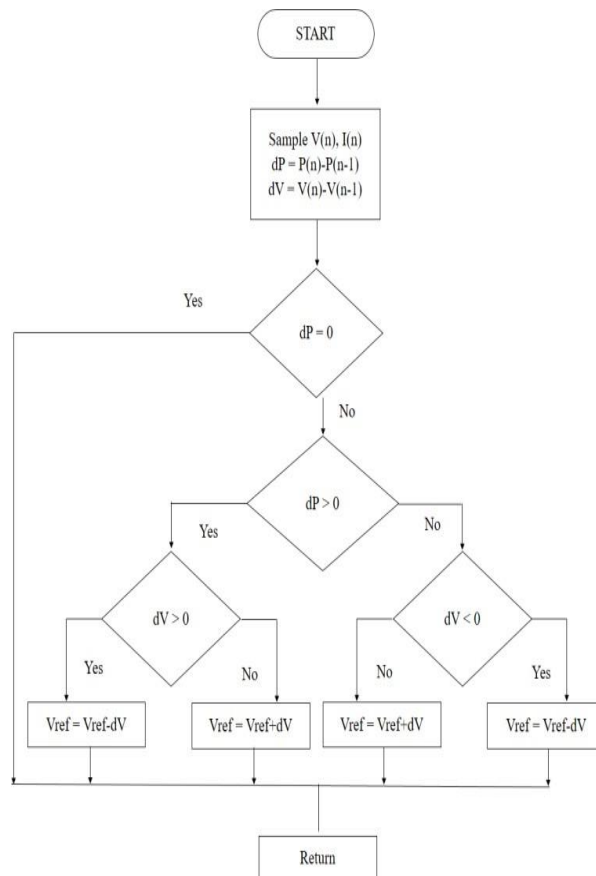 START
Sample V(n), I(n)
dP = P(n)-P(n-1)
dV = V(n)-V(n-1)
Yes
dP = 0
No
dP > 0
Yes
No
dV > 0
dV < 0
Yes
No
No
Yes
Vref = Vref-dV
Vref = Vref+dV
Vref = Vref+dV
Vref = Vref-dV
Return